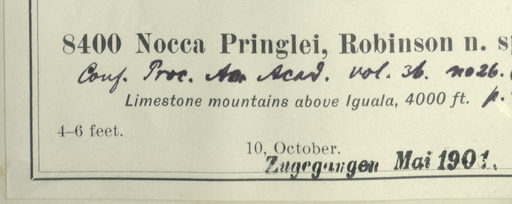 8400 Nocca Pringlei, Robinson n. s
Conf. Proc. Am Acad. vol. 36. no 26.
Limestone mountains above Iguala, 4000 ft. p.
4–6 feet.
10, October.
Zugegangen Mai 1901.